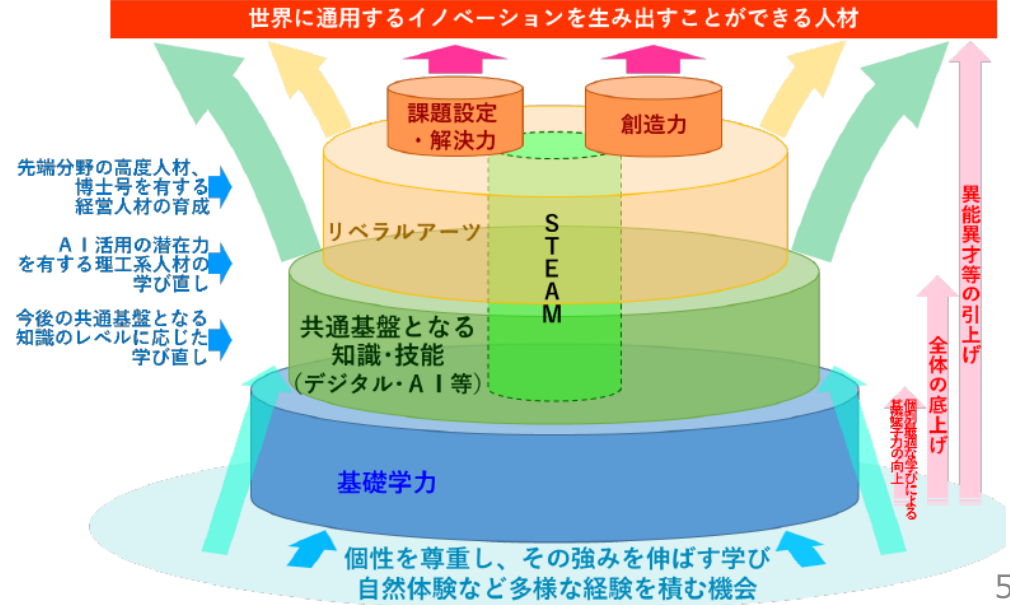 世界に通用するイノベーションを生み出すことができる人材
課題設定
・解決力
創造力
先端分野の高度人材、
博士号を有する
経営人材の育成
リベラルアーツ
STEAM
ＡＩ活用の潜在力
を有する理工系人材の
学び直し
今後の共通基盤となる
知識のレベルに応じた
学び直し
共通基盤となる
知識・技能
（デジタル・ＡＩ等）
基礎学力
個別最適な学びによる
基礎学力の向上
全体の底上げ
異能異才等の引上げ
個性を尊重し、その強みを伸ばす学び
自然体験など多様な経験を積む機会
5